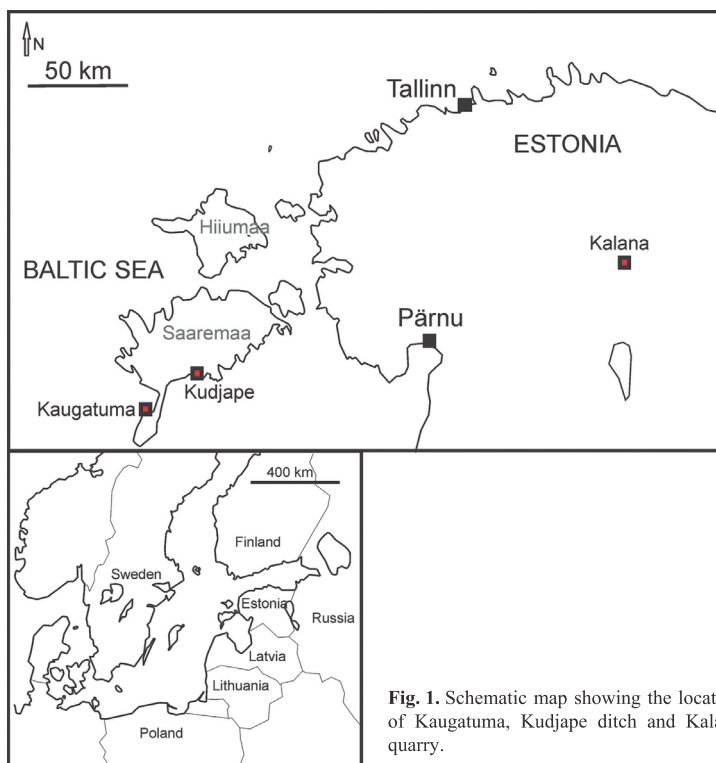 N
50 km
Tallinn
ESTONIA
Hiiumaa
Kalana
BALTIC SEA
Pärnu
Saaremaa
Kudjape
Kaugatuma
400 km
Finland
Sweden
Estonia
Russia
Latvia
Lithuania
Poland
Fig. 1. Schematic map showing the locat
of Kaugatuma, Kudjape ditch and Kala
quarry.